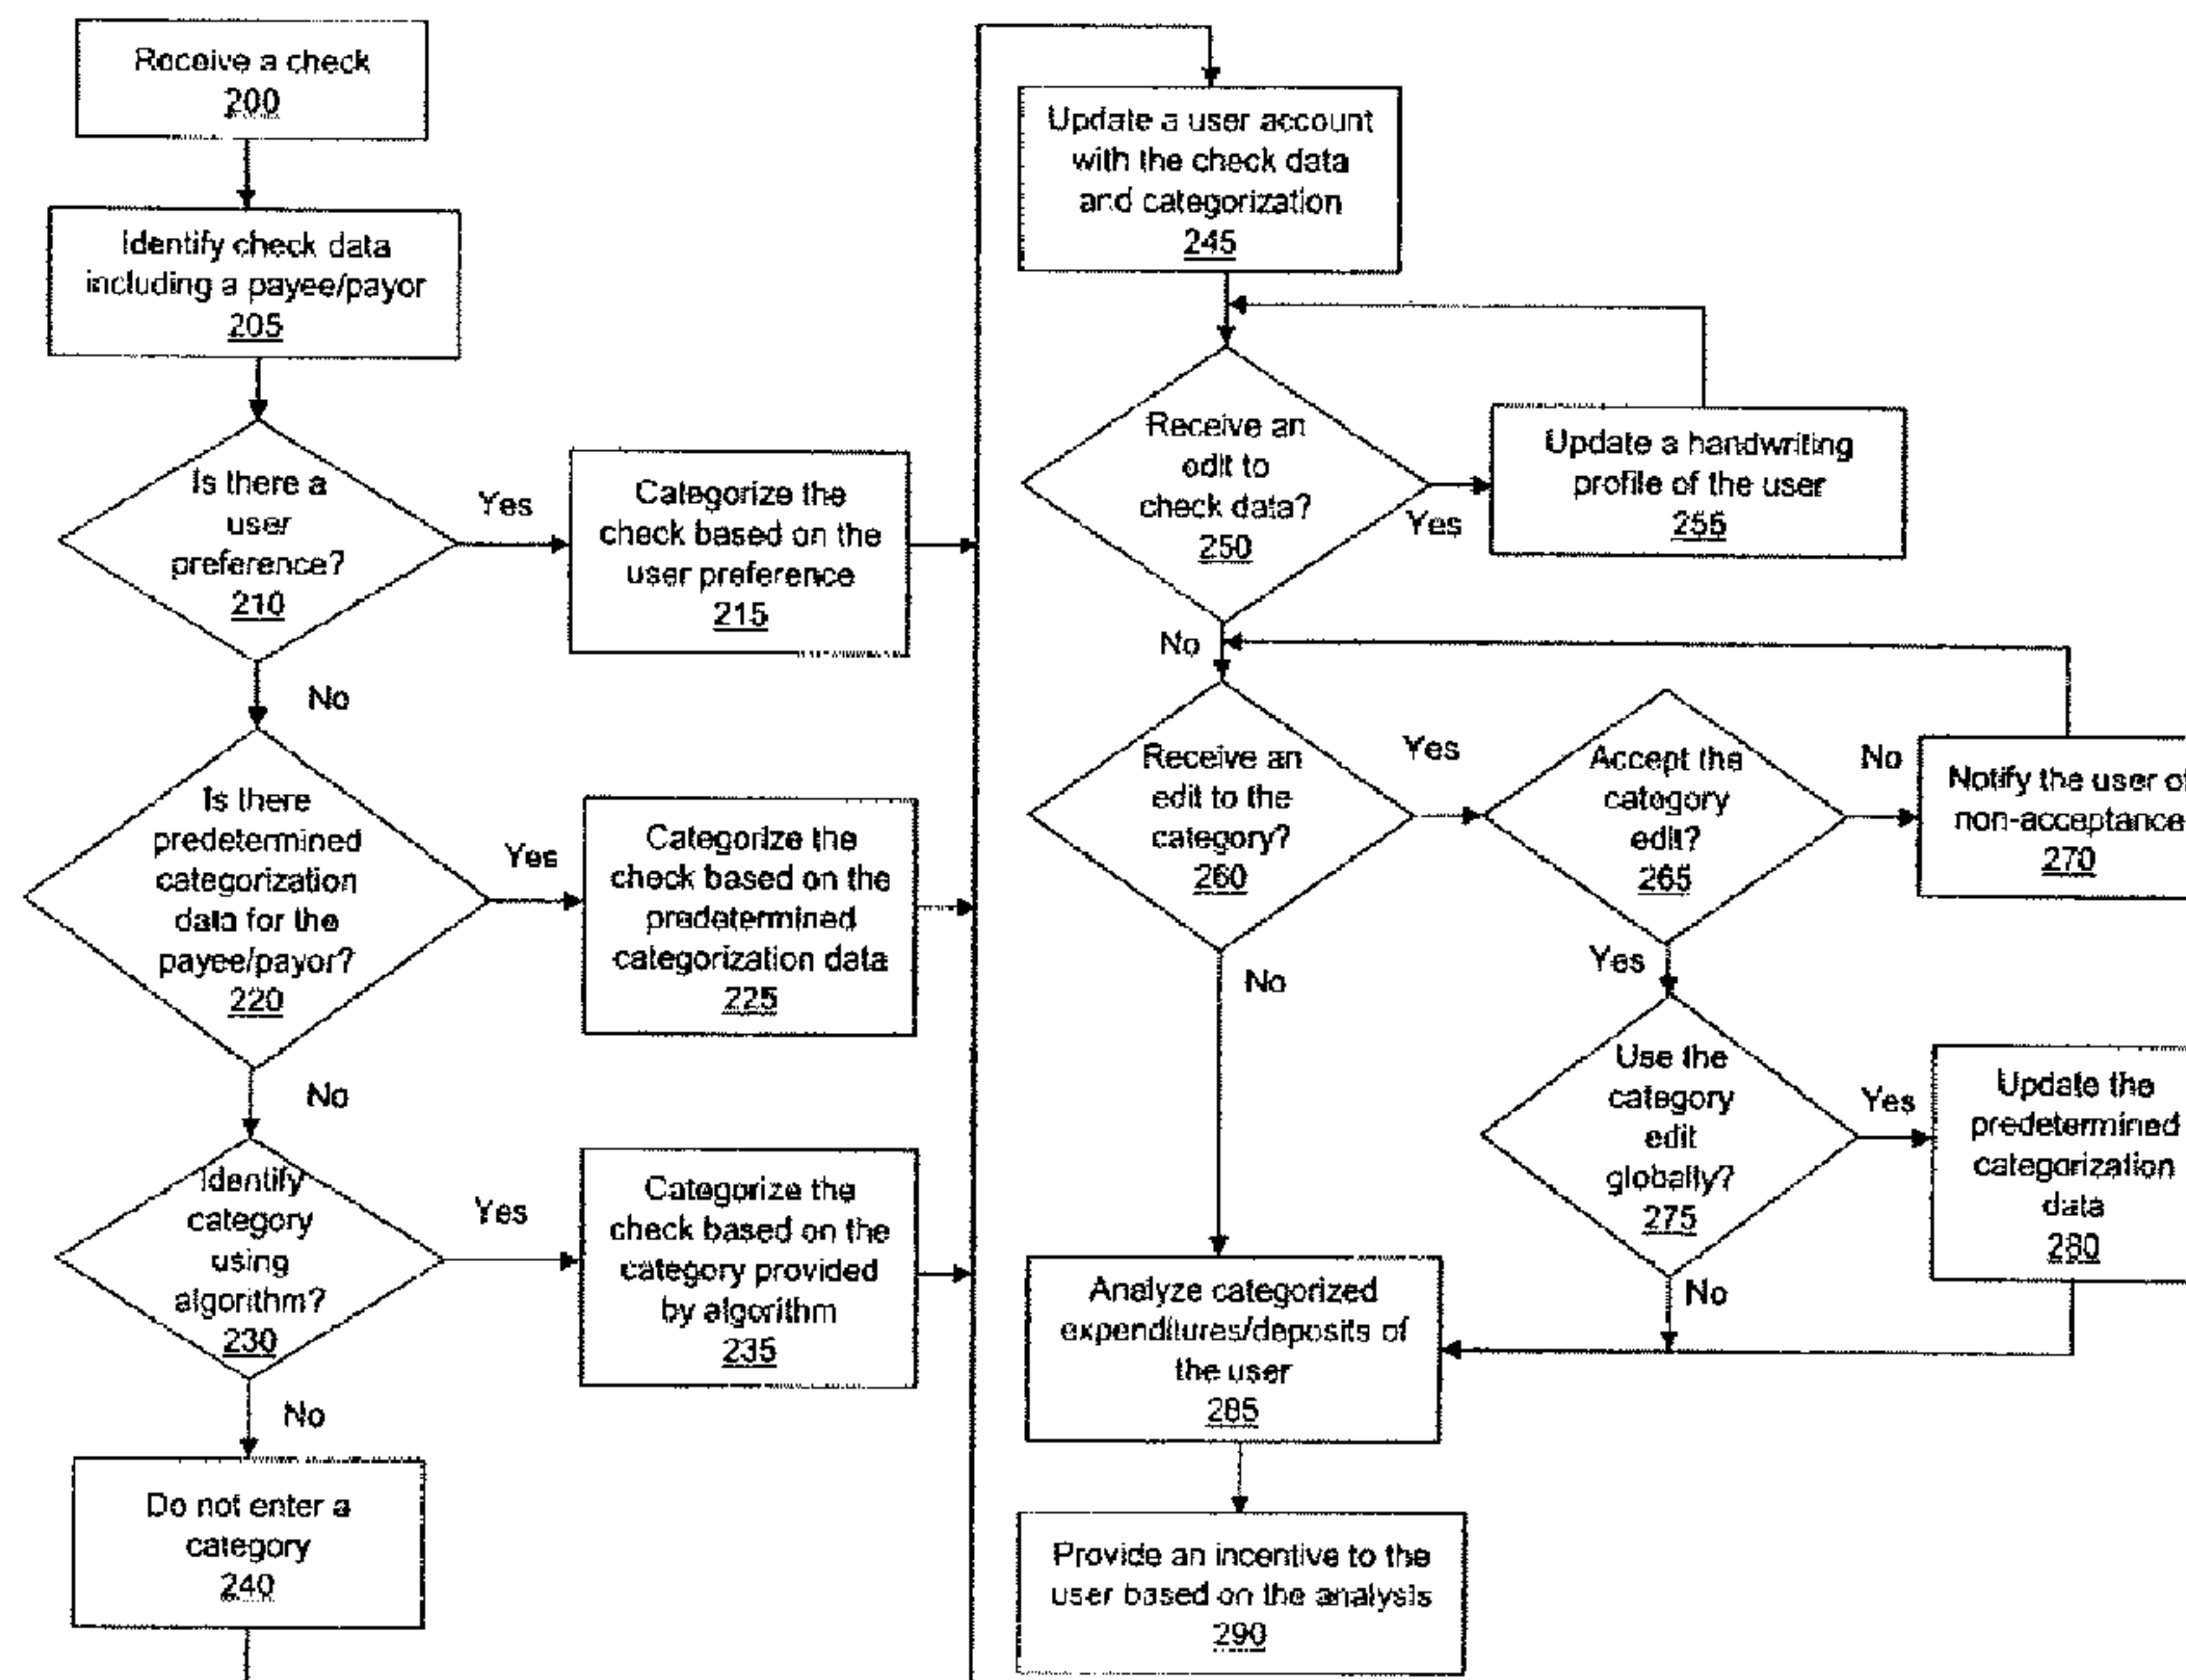 Receive a check
200
Identify check data
including a payee/payor
205
Is there a
user
preference?
210
Yes
Categorize the
check based on the
user preference
215
No
Is there
predetermined
categorization
data for the
payee/payor?
220
Yes
Categorize the
check based on the
predetermined
categorization data
225
No
Identify
category
using
algorithm?
230
Yes
Categorize the
check based on the
category provided
by algorithm
235
No
Do not enter a
category
240
Update a user account
with the check data
and categorization
245
Receive an
edit to
check data?
250
Yes
Update a handwriting
profile of the user
255
No
Receive an
edit to the
category?
260
Yes
Accept the
category
edit?
265
No
Notify the user of
non-acceptance
270
Yes
No
Use the
category
edit
globally?
275
Yes
Update the
predetermined
categorization
data
280
No
Analyze categorized
expenditures/deposits of
the user
285
Provide an incentive to the
user based on the analysis
290